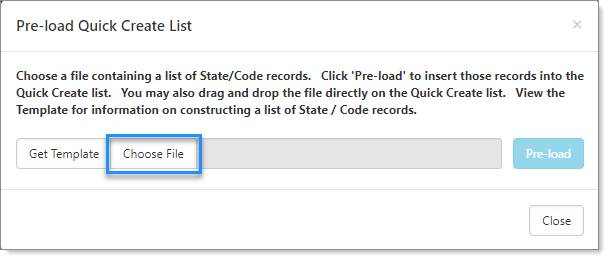 Pre-load Quick Create List ×
Choose a file containing a list of State/Code records. Click 'Pre-load' to insert those records into the
Quick Create list. You may also drag and drop the file directly on the Quick Create list. View the
Template for information on constructing a list of State / Code records.
Get Template Choose File Pre-load
Close